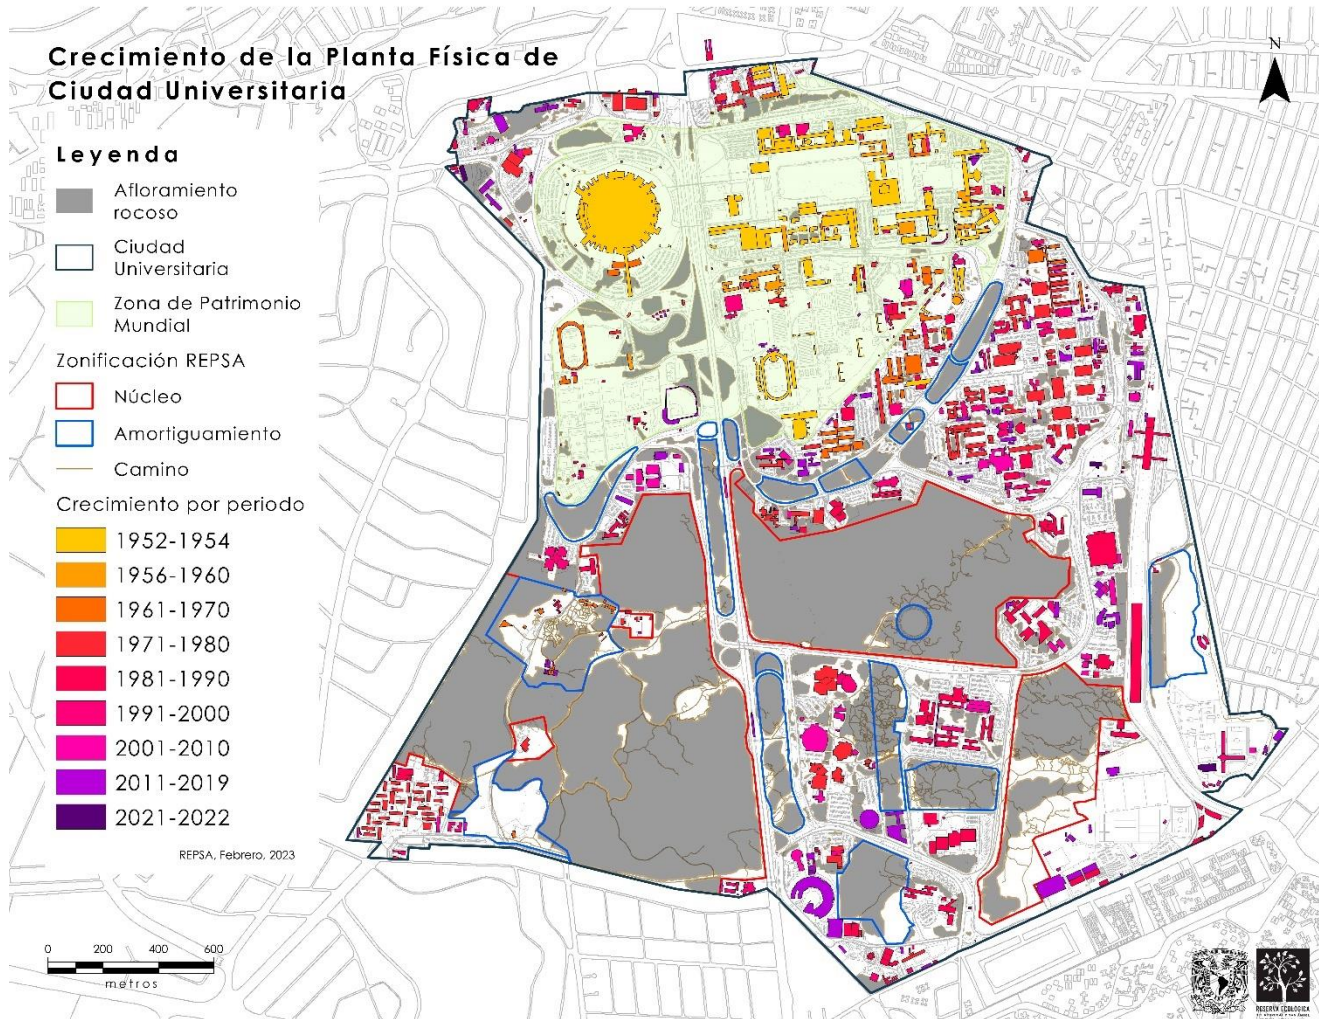 Crecimiento de la Planta Física de
Ciudad Universitaria
N
Leyenda
Afloramiento
rocoso
Ciudad
Universitaria
Zona de Patrimonio
Mundial
Zonificación REPSA
Núcleo
Amortiguamiento
Camino
Crecimiento por periodo
1952-1954
1956-1960
1961-1970
1971-1980
1981-1990
1991-2000
2001-2010
2011-2019
2021-2022
REPSA, Febrero, 2023
0 200 400 600
metros
RESERVA ECOLOGICA